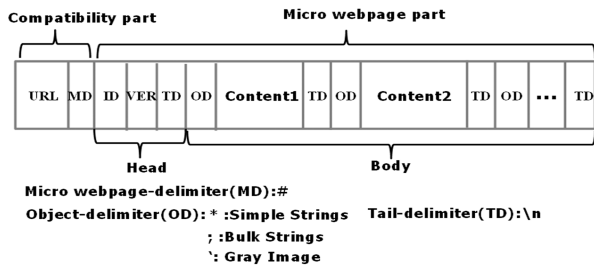 Compatibility part Micro webpage part
URL MD ID VER TD OD Content1 TD OD Content2 TD OD ... TD
Head Body
Micro webpage-delimiter(MD):#
Object-delimiter(OD): * :Simple Strings Tail-delimiter(TD):\n
; :Bulk Strings
`: Gray Image